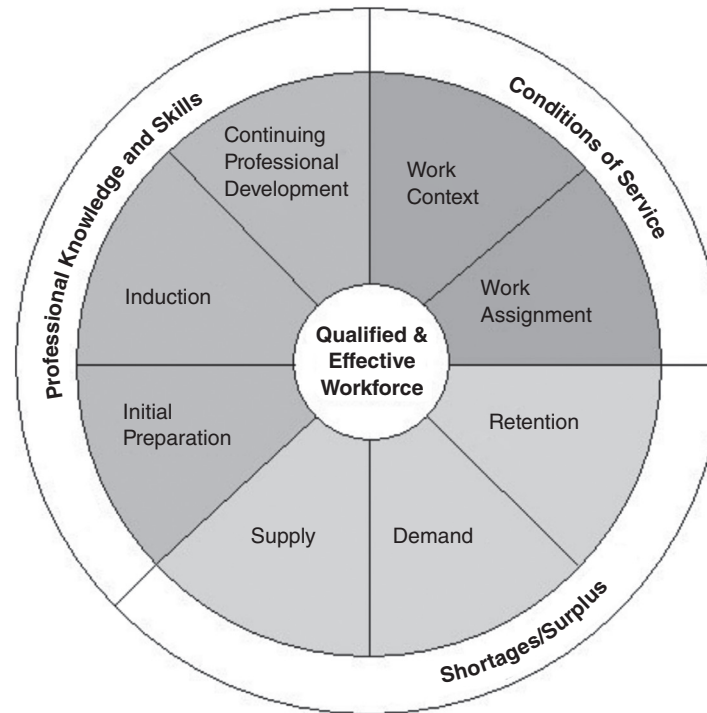 Professional Knowledge and Skills
Conditions of Service
Continuing
Professional
Development
Work
Context
Induction
Work
Assignment
Qualified &
Effective
Workforce
Initial
Preparation
Retention
Supply
Demand
Shortages/Surplus